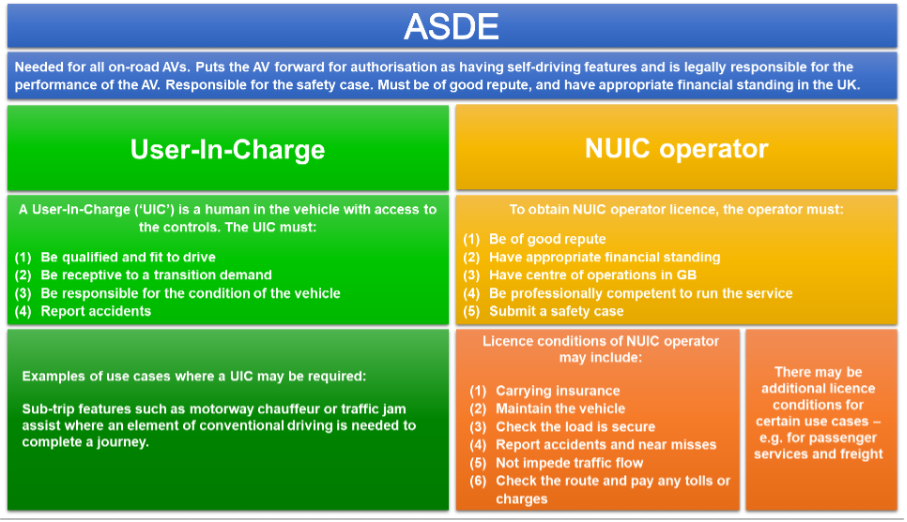 ASDE
Needed for all on-road AVs. Puts the AV forward for authorisation as having self-driving features and is legally responsible for the
performance of the AV. Responsible for the safety case. Must be of good repute, and have appropriate financial standing in the UK.
User-In-Charge
A User-In-Charge (‘UIC’) is a human in the vehicle with access to
the controls. The UIC must:
(1) Be qualified and fit to drive
(2) Be receptive to a transition demand
(3) Be responsible for the condition of the vehicle
(4) Report accidents
Examples of use cases where a UIC may be required:
Sub-trip features such as motorway chauffeur or traffic jam
assist where an element of conventional driving is needed to
complete a journey.
NUIC operator
To obtain NUIC operator licence, the operator must:
(1) Be of good repute
(2) Have appropriate financial standing
(3) Have centre of operations in GB
(4) Be professionally competent to run the service
(5) Submit a safety case
Licence conditions of NUIC operator
may include:
(1) Carrying insurance
(2) Maintain the vehicle
(3) Check the load is secure
(4) Report accidents and near misses
(5) Not impede traffic flow
(6) Check the route and pay any tolls or
charges
There may be
additional licence
conditions for
certain use cases –
e.g. for passenger
services and freight